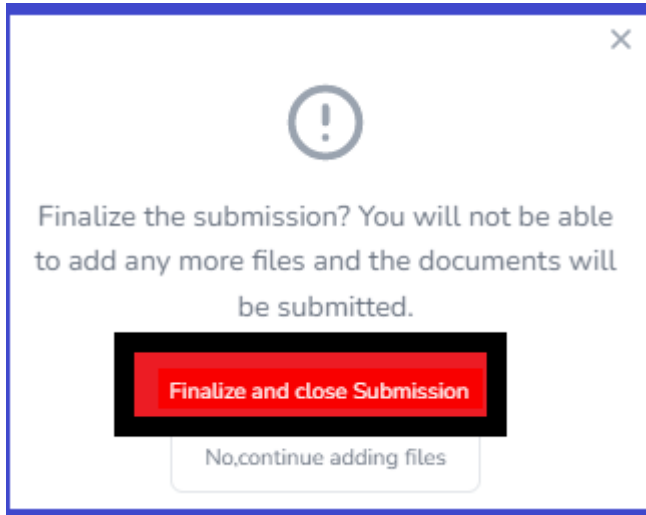 Finalize the submission? You will not be able
to add any more files and the documents will
be submitted.
Finalize and close Submission
No,continue adding files